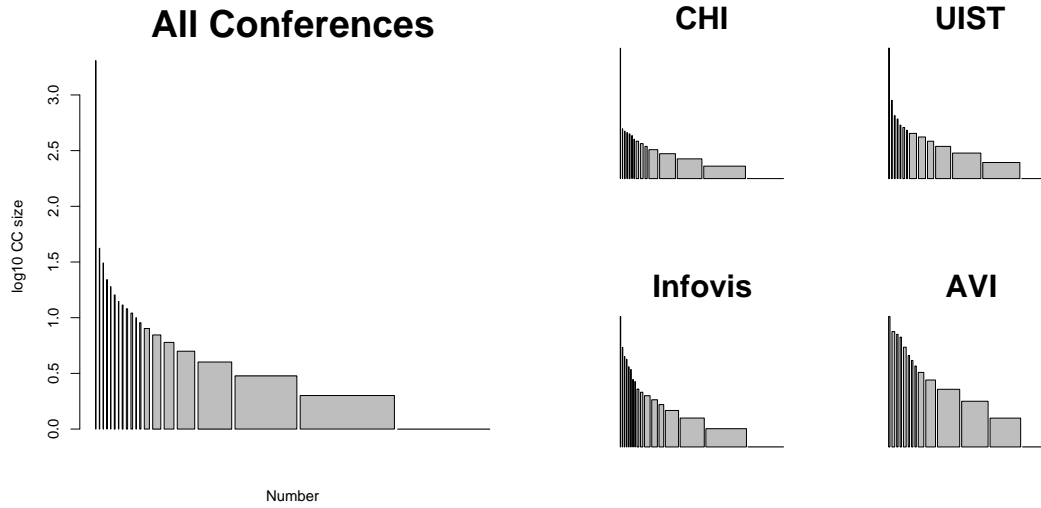 All Conferences
log10 CC size
3.0
2.5
2.0
1.5
1.0
0.5
0.0
Number
CHI
UIST
Infovis
AVI